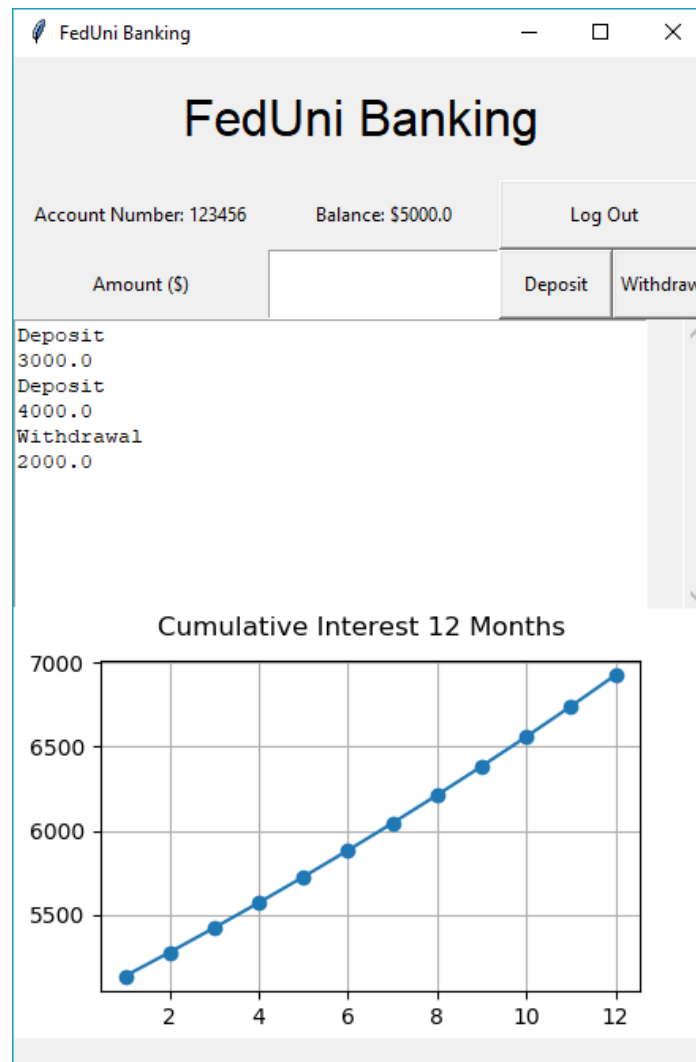 FedUni Banking
FedUni Banking
Account Number: 123456 Balance: $5000.0 Log Out
Amount ($) Deposit Withdraw
Deposit
3000.0
Deposit
4000.0
Withdrawal
2000.0
Cumulative Interest 12 Months
7000
6500
6000
5500
2 4 6 8 10 12